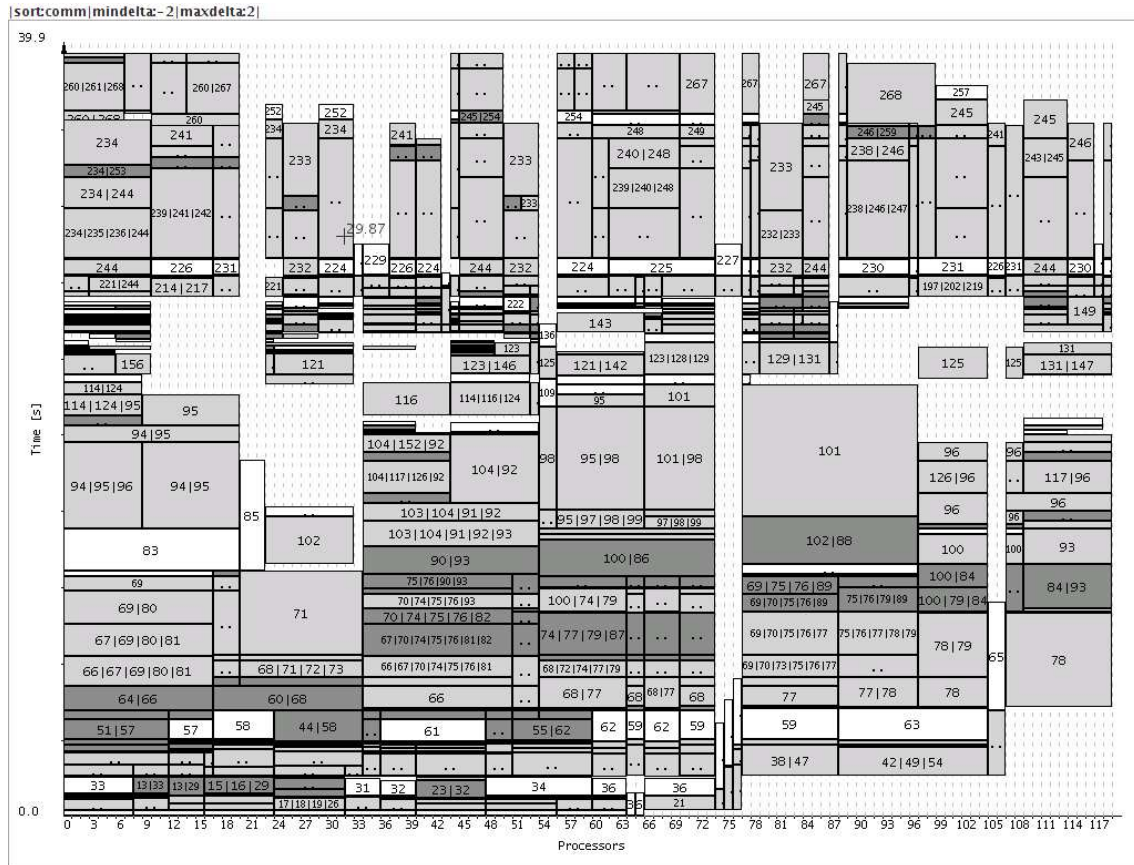 |sort:comm|mindelta:-2|maxdelta:2|
39.9
260|261|268 .. 260|267 .. .. 267 267 267 268 257
252 252 245|254 254 245 245 245
260 234 234 248 249 246|259 241
234 241 233 241 233 240|248 233 238|246 243|245 246
234|253
234|244 239|240|248
239|241|242 233 238|246|247
234|235|236|244 29.87 232|233
244 226 231 232 224 229 226 224 244 232 224 225 227 232 244 230 231 226 231 244 230
221|244 214|217 221 197|202|219
222 149
143 136
123 131
156 121 123|146 125 121|142 123|128|129 129|131 125 125 131|147
114|124 109 101
114|124|95 95 116 114|116|124 95 101
94|95 104|152|92 96 96
94|95|96 94|95 104|117|126|92 104|92 98 95|98 101|98 126|96 117|96
85 103|104|91|92 96 96
102 103|104|91|92|93 95|97|98|99 97|98|99 102|88 96
83 90|93 100|86 100 100 93
69 71 75|76|90|93 69|75|76|89 100|84 84|93
69|80 70|74|75|76|93 100|74|79 69|70|75|76|89 75|76|79|89 100|79|84
70|74|75|76|82
67|69|80|81 67|70|74|75|76|81|82 74|77|79|87 69|70|75|76|77 75|76|77|78|79 78|79 65 78
66|67|69|80|81 68|71|72|73 66|67|70|74|75|76|81 68|72|74|77|79 69|70|73|75|76|77
64|66 60|68 66 68|77 68 68|77 68 77 77|78 78
51|57 57 58 44|58 61 55|62 62 59 62 59 59 63
38|47 42|49|54
33 13|33 13|29 15|16|29 31 32 23|32 34 36 36
17|18|19|26 36 21
Time [s]
0.0
0 3 6 9 12 15 18 21 24 27 30 33 36 39 42 45 48 51 54 57 60 63 66 69 72 75 78 81 84 87 90 93 96 99 102 105 108 111 114 117
Processors